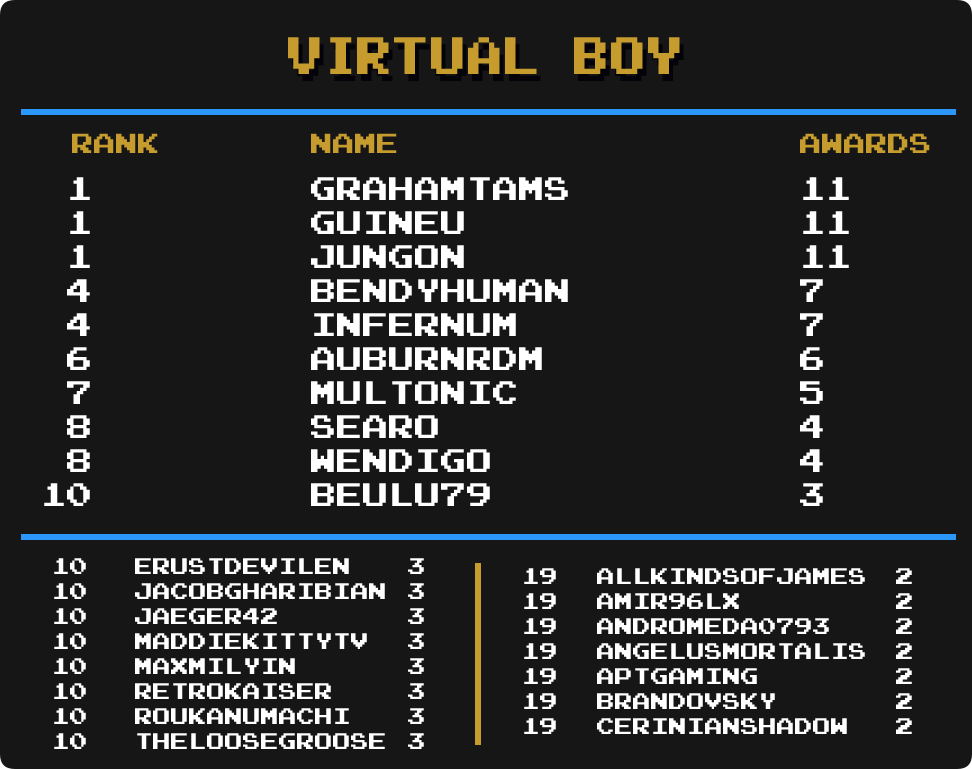 VIRTUAL BOY
RANK NAME AWARDS
1 GRAHAMTAMS 11
1 GUINEU 11
1 JUNGON 11
4 BENDYHUMAN 7
4 INFERNUM 7
6 AUBURNRDM 6
7 MULTONIC 5
8 SEARO 4
8 WENDIGO 4
10 BEULU79 3
10 ERUSTDEVILEN 3
10 JACOBGHARIBIAN 3
10 JAEGER42 3
10 MADDIEKITTYTV 3
10 MAXMILYIN 3
10 RETROKAISER 3
10 ROUKANUMACHI 3
10 THELOOSEGROOSE 3
19 ALLKINDSOFJAMES 2
19 AMIR96LX 2
19 ANDROMEDA0793 2
19 ANGELUSMORTALIS 2
19 APTGAMING 2
19 BRANDOVSKY 2
19 CERINIANSHADOW 2